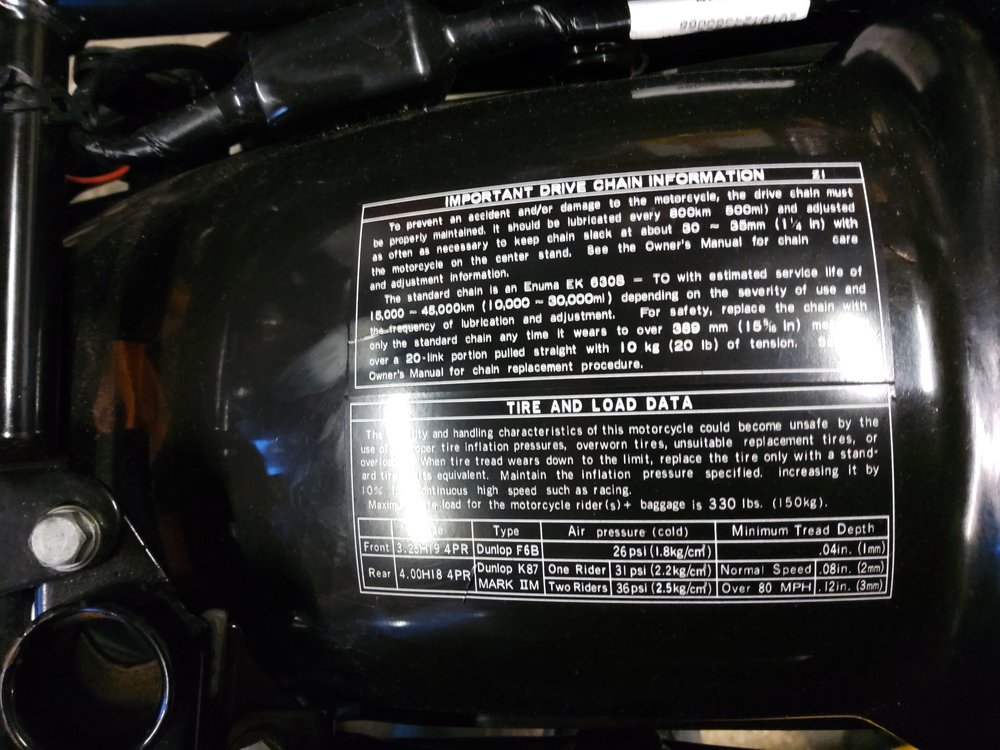 IMPORTANT DRIVE CHAIN INFORMATION Z1
To prevent an accident and/or damage to the motorcycle, the drive chain must
be properly maintained. It should be lubricated every 800km 500mi) and adjusted
as often as necessary to keep chain slack at about 30 ~ 35mm (1 ¼ in) with
the motorcycle on the center stand. See the Owner's Manual for chain care
and adjustment information.
The standard chain is an Enuma EK 630S – TO with estimated service life of
15,000 ~ 45,000km (10,000 ~ 30,000mi) depending on the severity of use and
the frequency of lubrication and adjustment. For safety, replace the chain with
only the standard chain any time it wears to over 389 mm (15 5/16 in)
over a 20-link portion pulled straight with 10 kg (20 lb) of tension.
Owner's Manual for chain replacement procedure.
TIRE AND LOAD DATA
The and handling characteristics of this motorcycle could become unsafe by the
use of tire inflation pressures, overworn tires, unsuitable replacement tires, or
When tire tread wears down to the limit, replace the tire only with a stand-
ard equivalent. Maintain the inflation pressure specified. increasing it by
10% continuous high speed such as racing.
load for the motorcycle rider(s)+ baggage is 330 lbs. (150kg).
Type Air pressure (cold) Minimum Tread Depth
Front 3.25H19 4PR Dunlop F6B 26psi (1.8kg/cm²) .04in. (1mm)
Rear 4.00H18 4PR Dunlop K87 One Rider 31psi (2.2kg/cm²) Normal Speed .08in. (2mm)
MARK IIM Two Riders 36psi (2.5kg/cm²) Over 80 MPH .12in. (3mm)